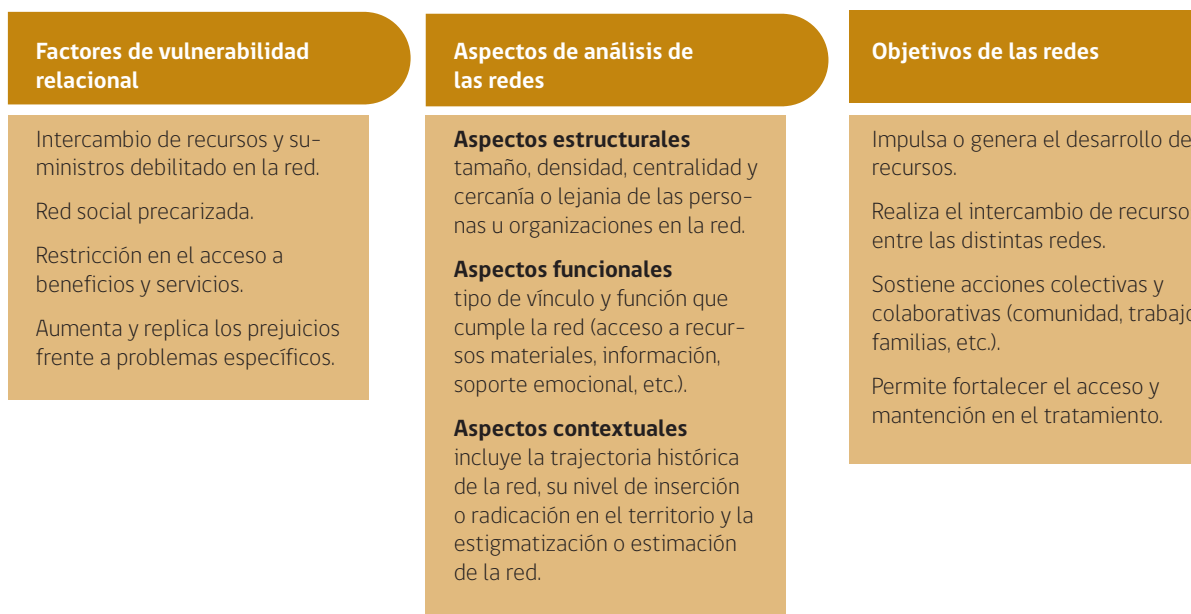 Factores de vulnerabilidad
relacional
Intercambio de recursos y su-
ministros debilitado en la red.
Red social precarizada.
Restricción en el acceso a
beneficios y servicios.
Aumenta y replica los prejuicios
frente a problemas específicos.
Aspectos de análisis de
las redes
Aspectos estructurales
tamaño, densidad, centralidad y
cercanía o lejania de las perso-
nas u organizaciones en la red.
Aspectos funcionales
tipo de vínculo y función que
cumple la red (acceso a recur-
sos materiales, información,
soporte emocional, etc.).
Aspectos contextuales
incluye la trajectoria histórica
de la red, su nivel de inserción
o radicación en el territorio y la
estigmatización o estimación
de la red.
Objetivos de las redes
Impulsa o genera el desarrollo de
recursos.
Realiza el intercambio de recurso
entre las distintas redes.
Sostiene acciones colectivas y
colaborativas (comunidad, trabajo
familias, etc.).
Permite fortalecer el acceso y
mantención en el tratamiento.